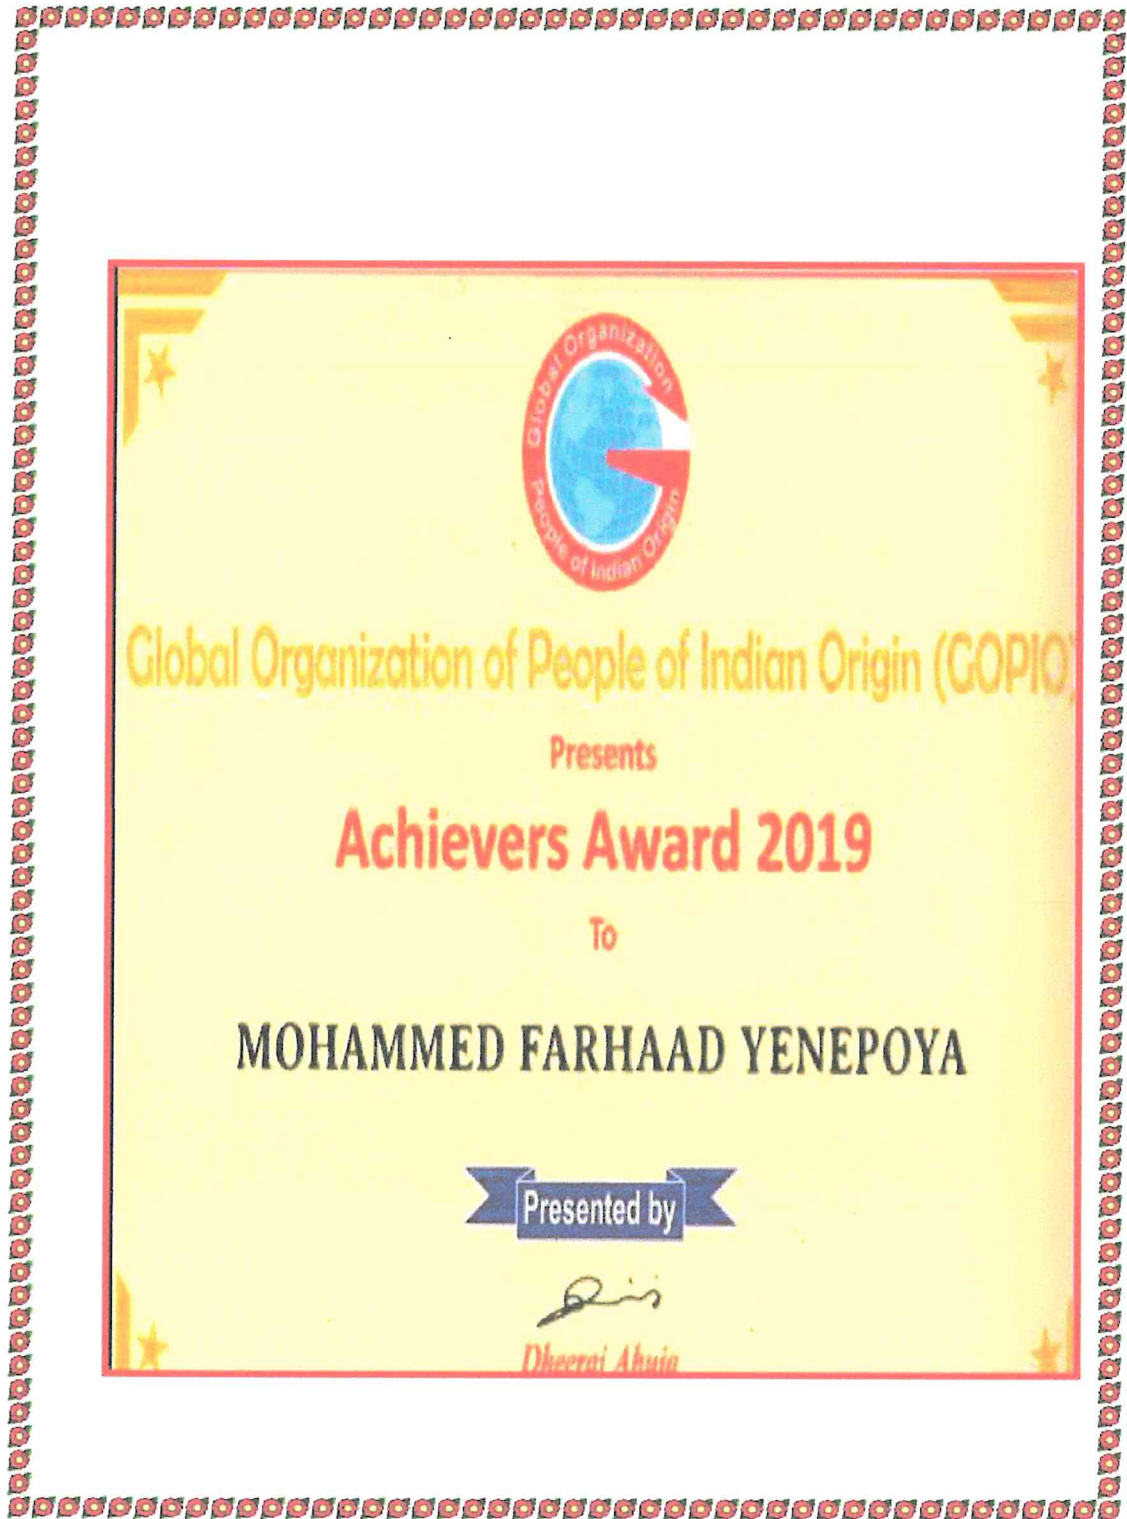 Global Organization
People of Indian Origin
Global Organization of People of Indian Origin (GOPIO)
Presents
Achievers Award 2019
To
MOHAMMED FARHAAD YENEPOYA
Presented by
Dheeraj Ahuja